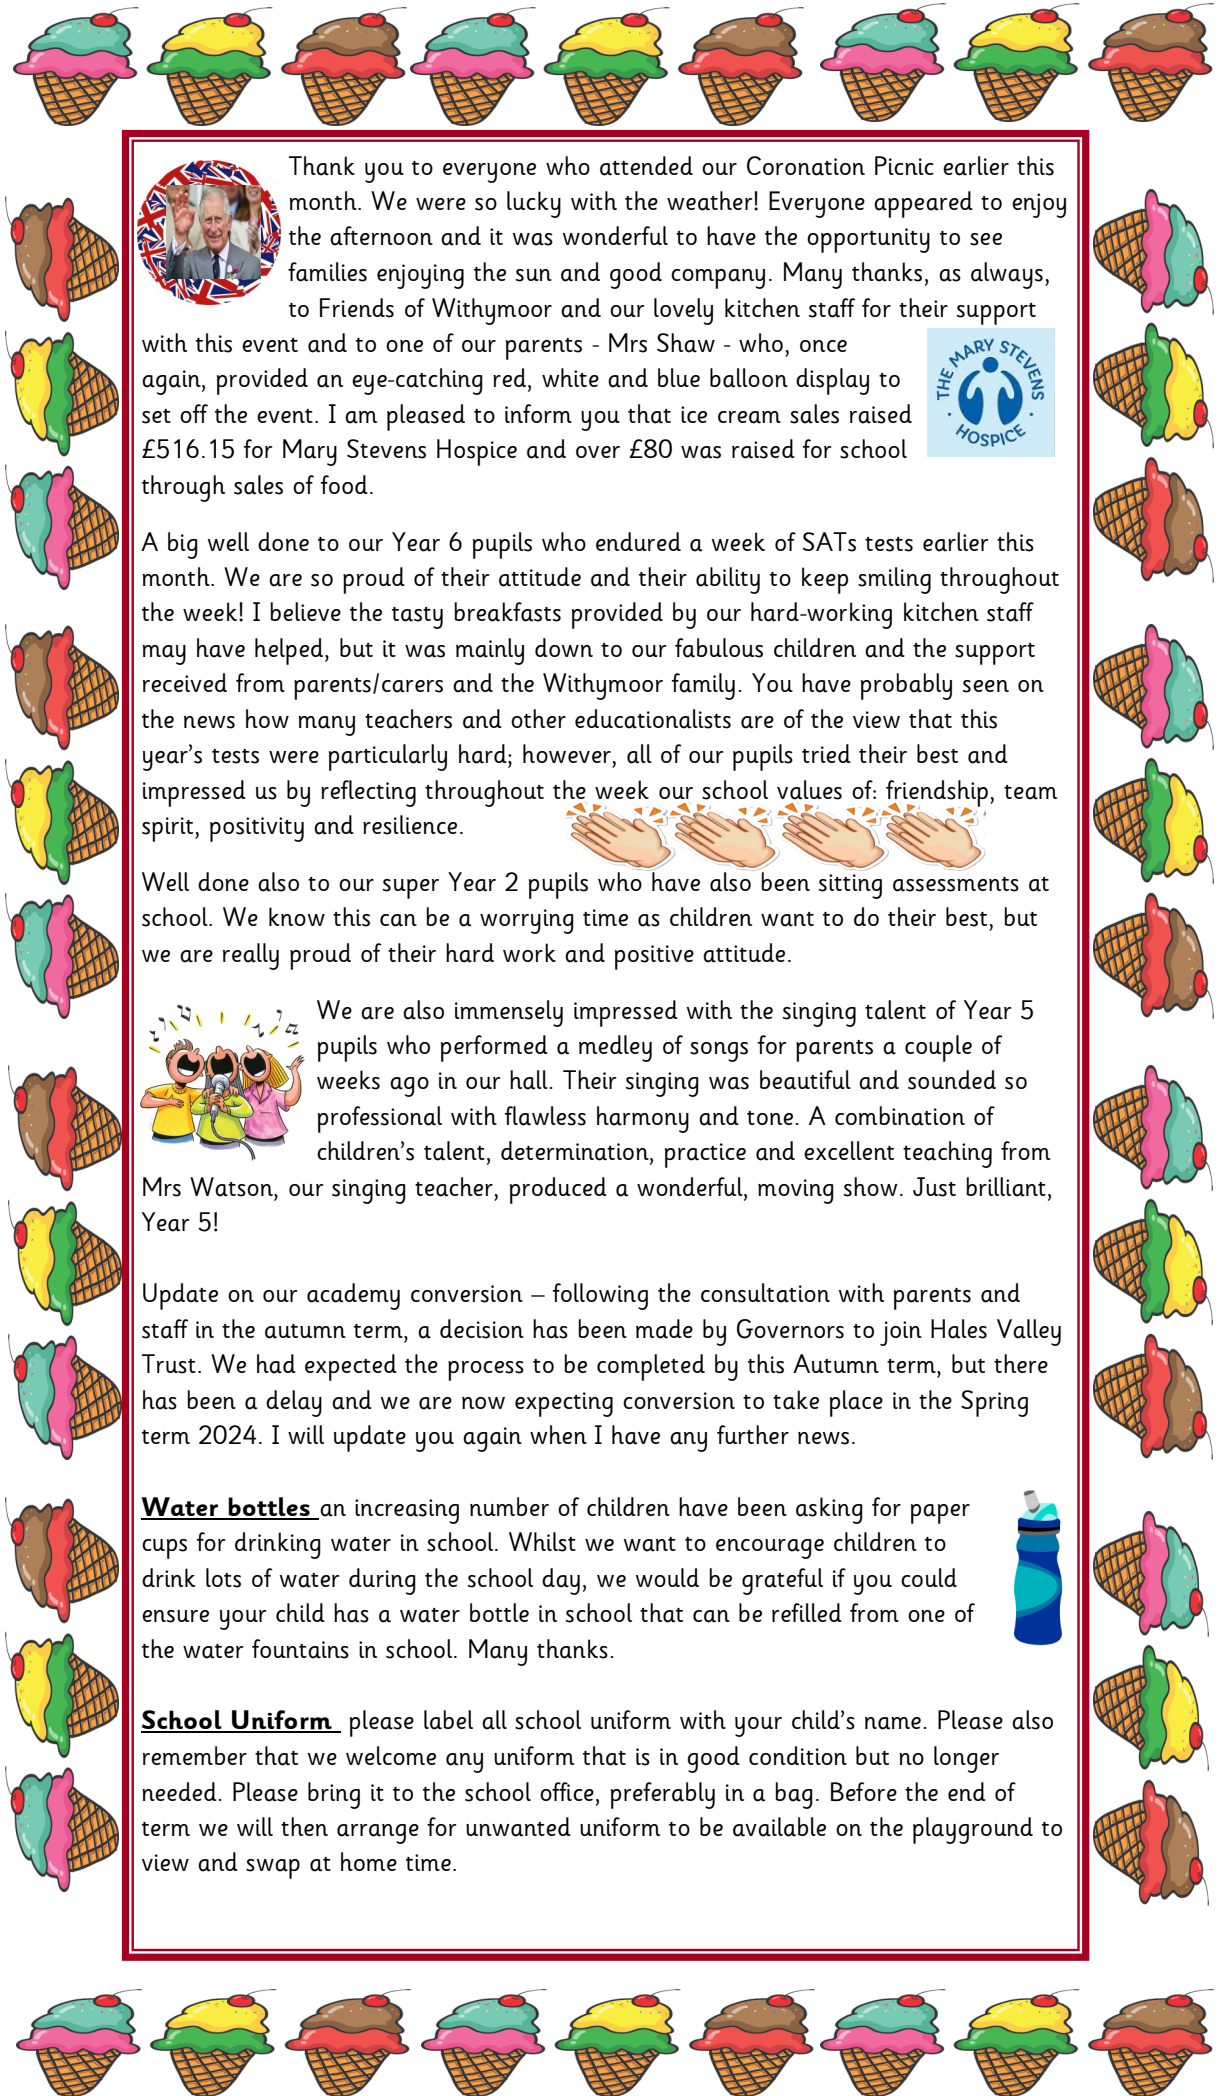 Thank you to everyone who attended our Coronation Picnic earlier this
month. We were so lucky with the weather! Everyone appeared to enjoy
the afternoon and it was wonderful to have the opportunity to see
families enjoying the sun and good company. Many thanks, as always,
to Friends of Withymoor and our lovely kitchen staff for their support
with this event and to one of our parents - Mrs Shaw - who, once
again, provided an eye-catching red, white and blue balloon display to
set off the event. I am pleased to inform you that ice cream sales raised
£516.15 for Mary Stevens Hospice and over £80 was raised for school
through sales of food.
THE MARY STEVENS
HOSPICE
A big well done to our Year 6 pupils who endured a week of SATs tests earlier this
month. We are so proud of their attitude and their ability to keep smiling throughout
the week! I believe the tasty breakfasts provided by our hard-working kitchen staff
may have helped, but it was mainly down to our fabulous children and the support
received from parents/carers and the Withymoor family. You have probably seen on
the news how many teachers and other educationalists are of the view that this
year's tests were particularly hard; however, all of our pupils tried their best and
impressed us by reflecting throughout the week our school values of: friendship, team
spirit, positivity and resilience.
Well done also to our super Year 2 pupils who have also been sitting assessments at
school. We know this can be a worrying time as children want to do their best, but
we are really proud of their hard work and positive attitude.
We are also immensely impressed with the singing talent of Year 5
pupils who performed a medley of songs for parents a couple of
weeks ago in our hall. Their singing was beautiful and sounded so
professional with flawless harmony and tone. A combination of
children's talent, determination, practice and excellent teaching from
Mrs Watson, our singing teacher, produced a wonderful, moving show. Just brilliant,
Year 5!
Update on our academy conversion – following the consultation with parents and
staff in the autumn term, a decision has been made by Governors to join Hales Valley
Trust. We had expected the process to be completed by this Autumn term, but there
has been a delay and we are now expecting conversion to take place in the Spring
term 2024. I will update you again when I have any further news.
Water bottles an increasing number of children have been asking for paper
cups for drinking water in school. Whilst we want to encourage children to
drink lots of water during the school day, we would be grateful if you could
ensure your child has a water bottle in school that can be refilled from one of
the water fountains in school. Many thanks.
School Uniform please label all school uniform with your child's name. Please also
remember that we welcome any uniform that is in good condition but no longer
needed. Please bring it to the school office, preferably in a bag. Before the end of
term we will then arrange for unwanted uniform to be available on the playground to
view and swap at home time.